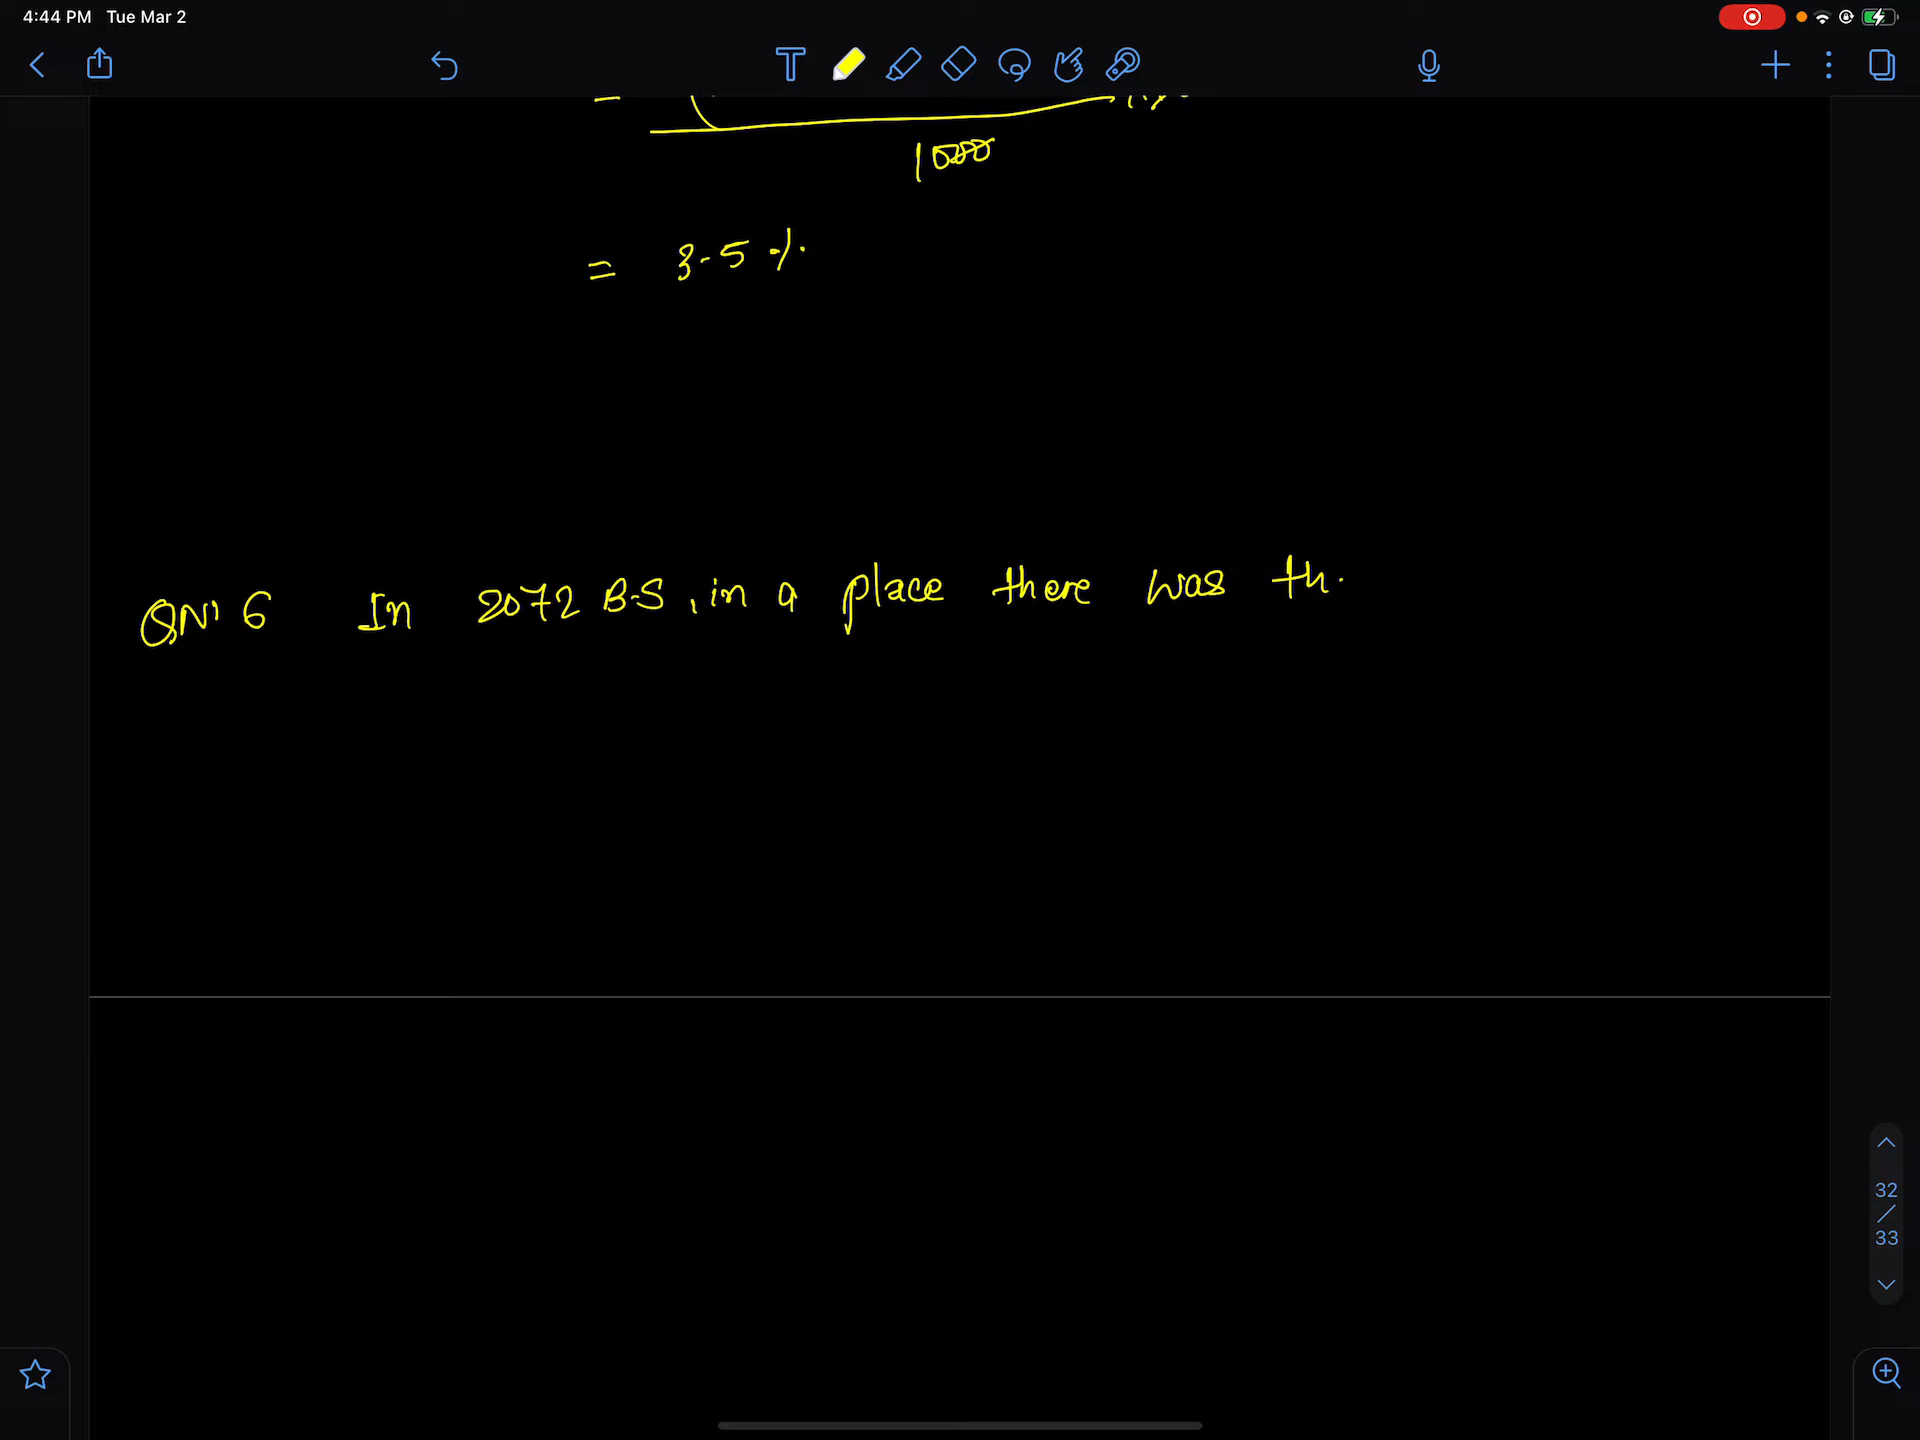 4:44 PM Tue Mar 2
=
1000
= 3.5 %
QN' 6 In 2072 B.S, in a place there was th.
32
/
33